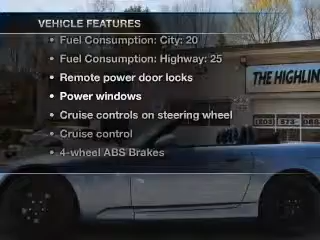 VEHICLE FEATURES
• Fuel Consumption: City: 20
• Fuel Consumption: Highway: 25
• Remote power door locks
THE HIGHLIN
• Power windows
• Cruise controls on steering wheel
• Cruise control
• 4-wheel ABS Brakes